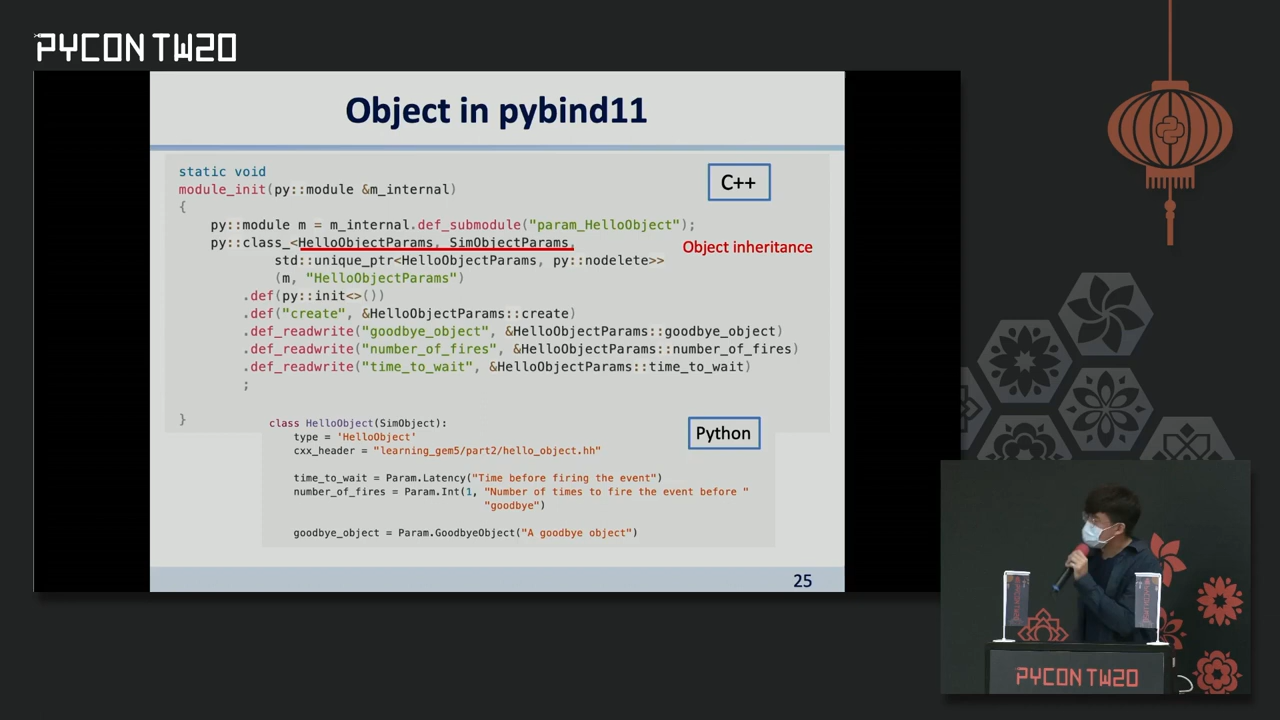 PYCON TW20
Object in pybind11
static void
module_init(py::module &m_internal)
{
py::module m = m_internal.def_submodule("param_HelloObject");
py::class_<HelloObjectParams, SimObjectParams,
std::unique_ptr<HelloObjectParams, py::nodelete>>
(m, "HelloObjectParams")
.def(py::init<>())
.def("create", &HelloObjectParams::create)
.def_readwrite("goodbye_object", &HelloObjectParams::goodbye_object)
.def_readwrite("number_of_fires", &HelloObjectParams::number_of_fires)
.def_readwrite("time_to_wait", &HelloObjectParams::time_to_wait)
;
}
C++
Object inheritance
class HelloObject(SimObject):
type = 'HelloObject'
cxx_header = "learning_gem5/part2/hello_object.hh"
time_to_wait = Param.Latency("Time before firing the event")
number_of_fires = Param.Int(1, "Number of times to fire the event before "
"goodbye")
goodbye_object = Param.GoodbyeObject("A goodbye object")
Python
25
PYCON TW20